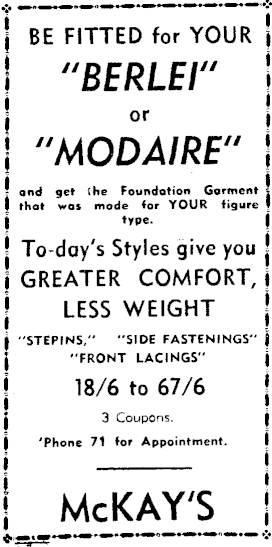 BE FITTED for YOUR
"BERLEI"
or
"MODAIRE"
and get the Foundation Garment
that was made for YOUR figure
type.
To-day's Styles give you
GREATER COMFORT,
LESS WEIGHT
"STEPINS," "SIDE FASTENINGS"
"FRONT LACINGS"
18/6 to 67/6
3 Coupons.
'Phone 71 for Appointment.
McKAY'S